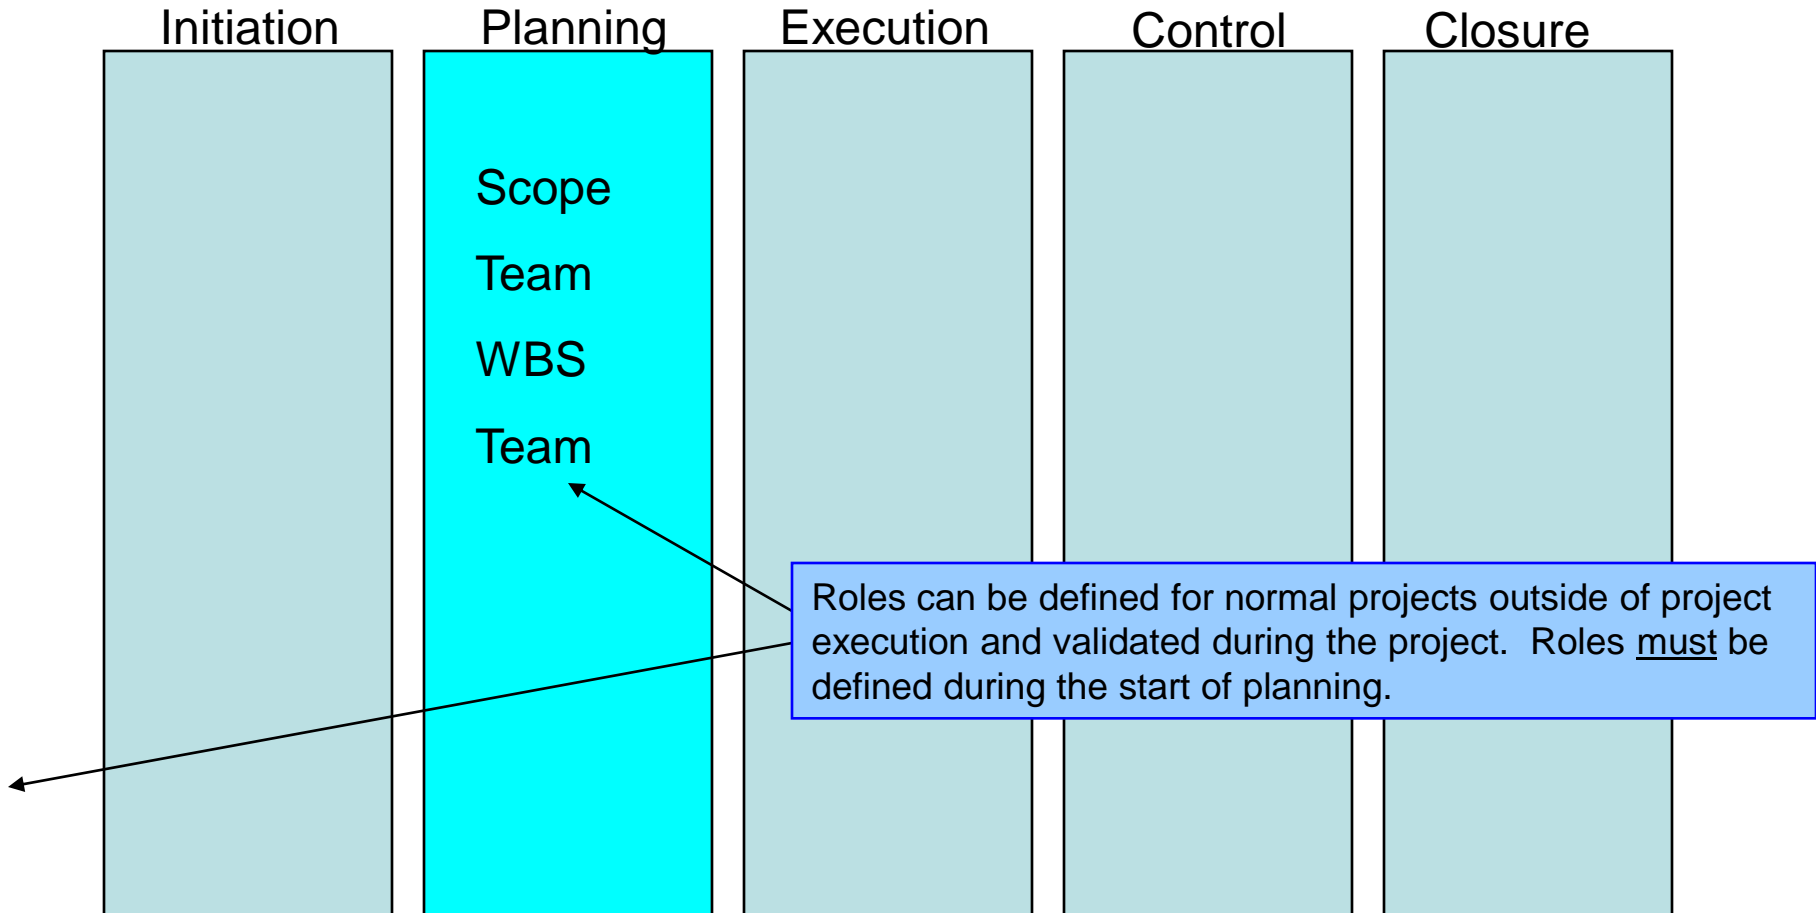 Initiation
Planning
Execution
Control
Closure
Scope
Team
WBS
Team
Roles can be defined for normal projects outside of project
execution and validated during the project.  Roles must be
defined during the start of planning.